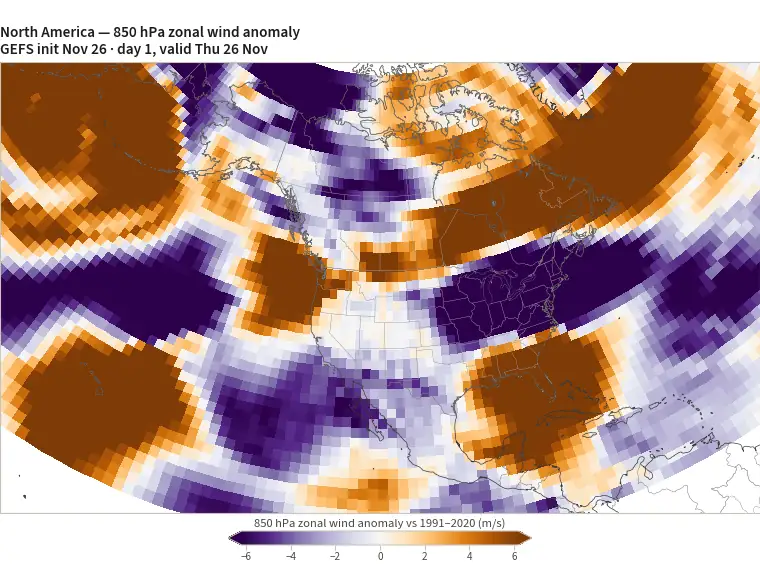 North America — 850 hPa zonal wind anomaly
GEFS init Nov 26 · day 1, valid Thu 26 Nov
850 hPa zonal wind anomaly vs 1991–2020 (m/s)
−6 −4 −2 0 2 4 6